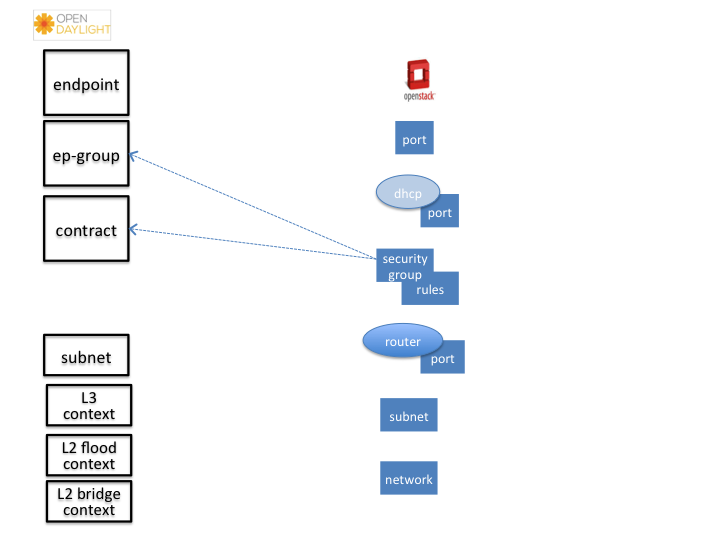 OPEN
DAYLIGHT
endpoint
ep-group
contract
subnet
L3
context
L2 flood
context
L2 bridge
context
openstack
port
dhcp
port
security
group
rules
router
port
subnet
network